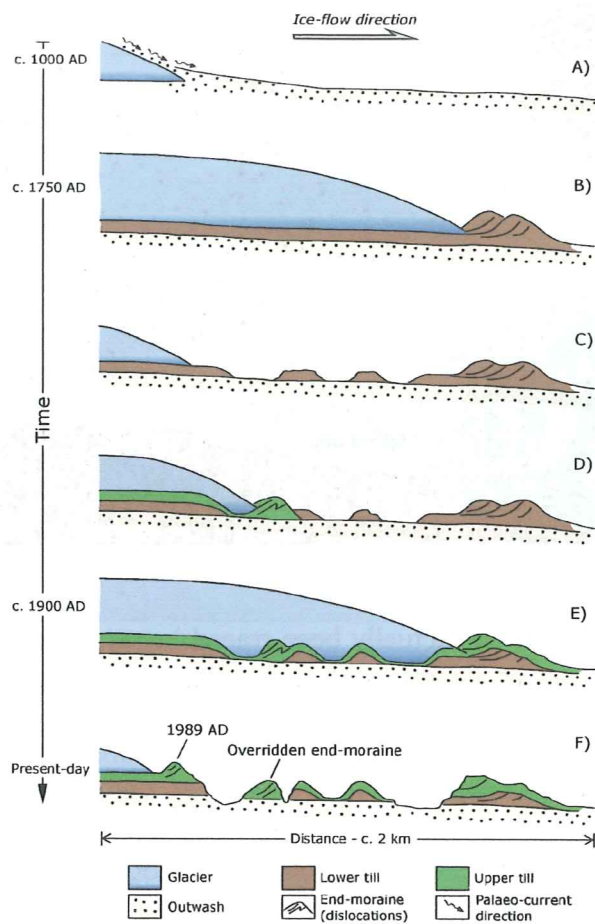 Ice-flow direction
c. 1000 AD
A)
c. 1750 AD
B)
C)
Time
D)
c. 1900 AD
E)
1989 AD
F)
Overridden end-moraine
Present-day
Distance - c. 2 km
Glacier
Lower till
Upper till
Outwash
End-moraine
(dislocations)
Palaeo-current
direction